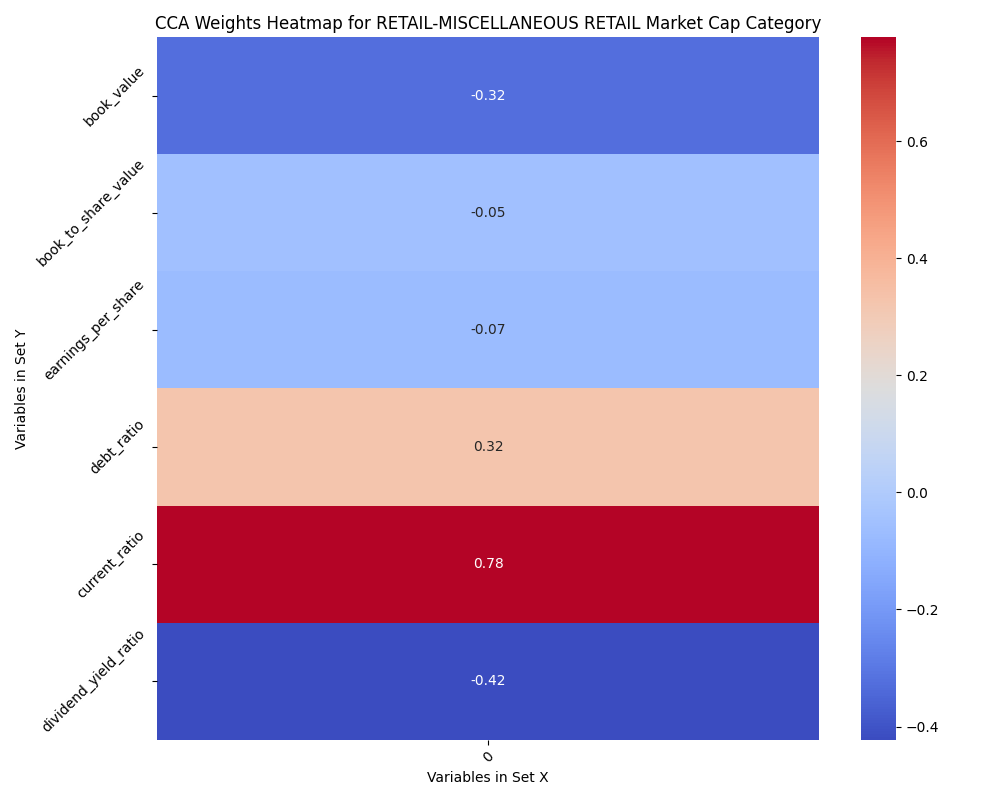 CCA Weights Heatmap for RETAIL-MISCELLANEOUS RETAIL Market Cap Category
Variables in Set Y
book_value
-0.32
book_to_share_value
-0.05
earnings_per_share
-0.07
debt_ratio
0.32
current_ratio
0.78
dividend_yield_ratio
-0.42
0
Variables in Set X
0.6
0.4
0.2
0.0
−0.2
−0.4